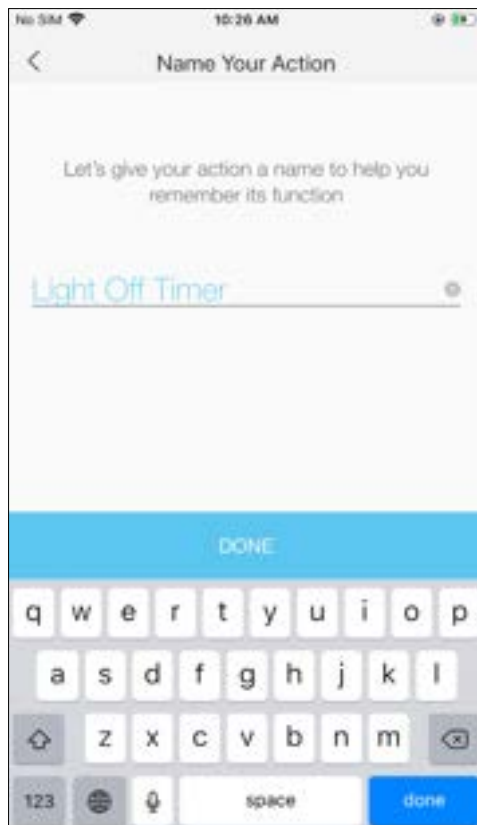 No SIM 10:26 AM
Name Your Action
Let's give your action a name to help you
remember its function
Light Off Timer
DONE
q w e r t y u i o p
a s d f g h j k l
z x c v b n m
123 space done